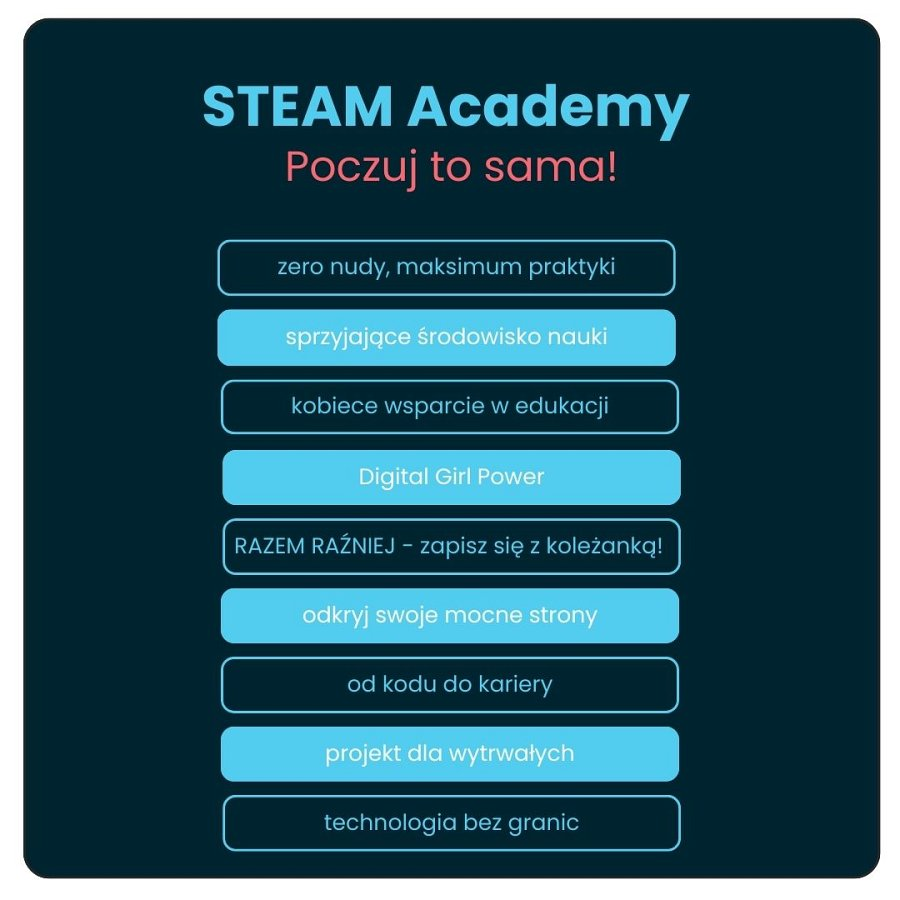 STEAM Academy
Poczuj to sama!
zero nudy, maksimum praktyki
sprzyjające środowisko nauki
kobiece wsparcie w edukacji
Digital Girl Power
RAZEM RAŹNIEJ - zapisz się z koleżanką!
odkryj swoje mocne strony
od kodu do kariery
projekt dla wytrwałych
technologia bez granic